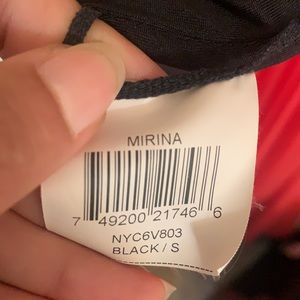 MIRINA
7 49200 21746 6
NYC6V803
BLACK / S